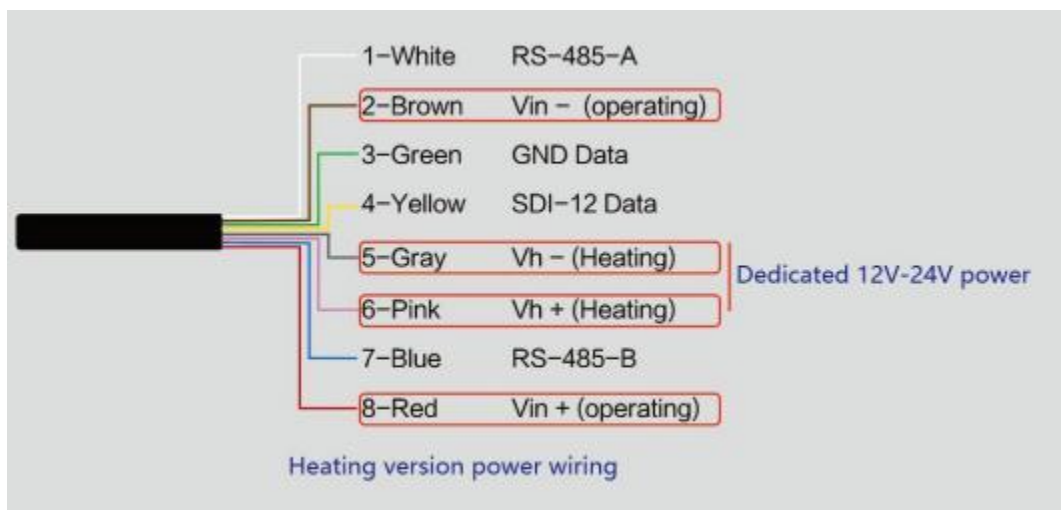 1-White RS-485-A
2-Brown Vin - (operating)
3-Green GND Data
4-Yellow SDI-12 Data
5-Gray Vh - (Heating)
Dedicated 12V-24V power
6-Pink Vh + (Heating)
7-Blue RS-485-B
8-Red Vin + (operating)
Heating version power wiring